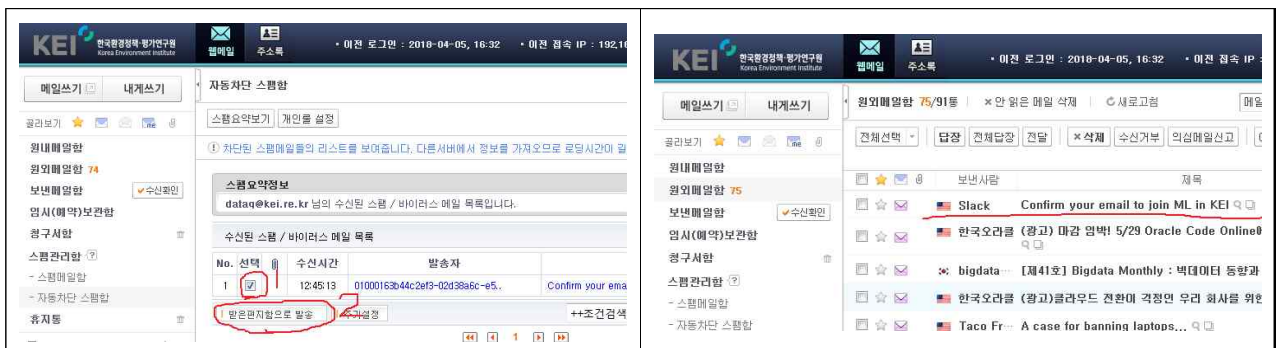 KEI 한국환경정책·평가연구원
Korea Environment Institute
웹메일 주소록
• 이전 로그인 : 2018-04-05, 16:32 • 이전 접속 IP : 192,16
메일쓰기 내게쓰기
골라보기
원내메일함
원외메일함 74
보낸메일함 수신확인
임시(예약)보관함
청구서함
스팸관리함 ?
- 스팸메일함
- 자동차단 스팸함
휴지통
자동차단 스팸함
스팸요약보기 개인룰 설정
차단된 스팸메일들의 리스트를 보여줍니다. 다른서버에서 정보를 가져오므로 로딩시간이 길
스팸요약정보
dataq@kei.re.kr 님의 수신된 스팸 / 바이러스 메일 목록입니다.
수신된 스팸 / 바이러스 메일 목록
No. 선택 수신시간 발송자
1 12:45:13 01000163b44c2ef3-02d38a6c-e5.. Confirm your ema
받은편지함으로 발송 추가설정 ++조건검색
1
2
1
KEI 한국환경정책·평가연구원
Korea Environment Institute
웹메일 주소록
• 이전 로그인 : 2018-04-05, 16:32 • 이전 접속 IP :
메일쓰기 내게쓰기
골라보기
원내메일함
원외메일함 75
보낸메일함 수신확인
임시(예약)보관함
청구서함
스팸관리함 ?
- 스팸메일함
- 자동차단 스팸함
원외메일함 75/91통 × 안 읽은 메일 삭제 새로고침 메일
전체선택 답장 전체답장 전달 × 삭제 수신거부 의심메일신고
보낸사람 제목
Slack Confirm your email to join ML in KEI
한국오라클 (광고) 마감 임박! 5/29 Oracle Code Online
bigdata··· [제41호] Bigdata Monthly : 빅데이터 동향과
한국오라클 (광고)클라우드 전환이 걱정인 우리 회사를 위한
Taco Fr··· A case for banning laptops...